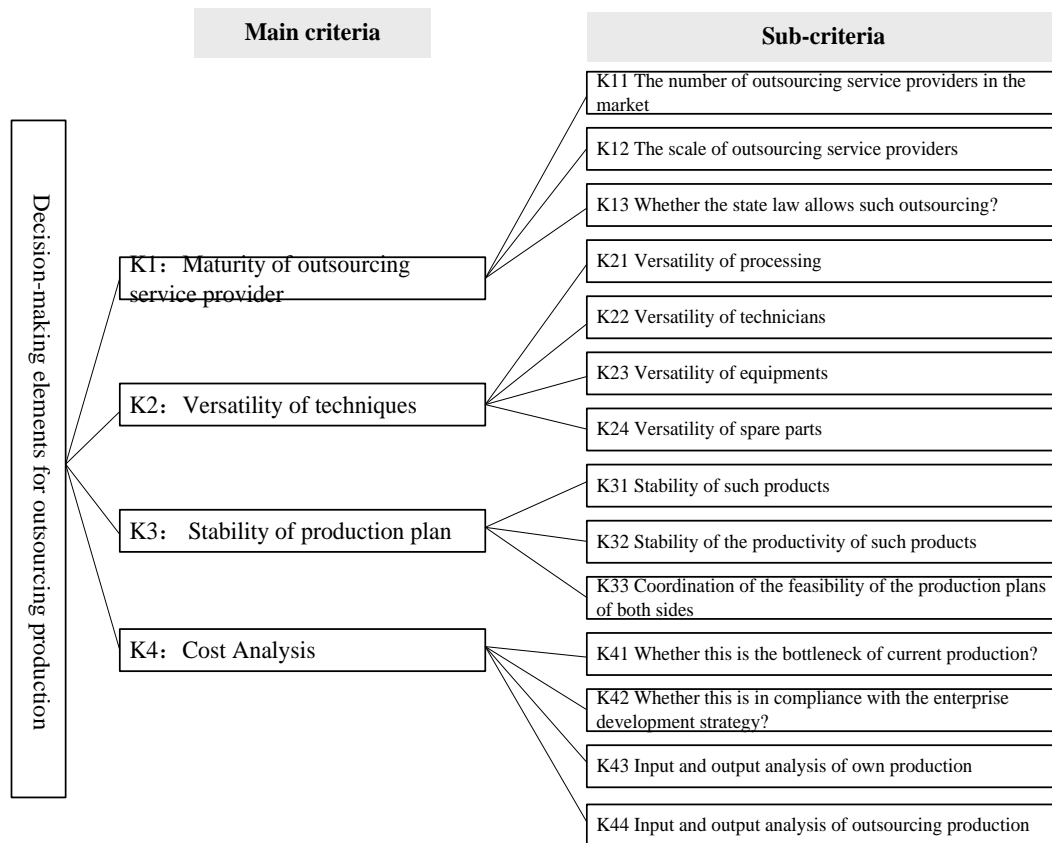 Main criteria
Sub-criteria
Decision-making elements for outsourcing production
K1： Maturity of outsourcing
service provider
K2： Versatility of techniques
K3： Stability of production plan
K4： Cost Analysis
K11 The number of outsourcing service providers in the
market
K12 The scale of outsourcing service providers
K13 Whether the state law allows such outsourcing?
K21 Versatility of processing
K22 Versatility of technicians
K23 Versatility of equipments
K24 Versatility of spare parts
K31 Stability of such products
K32 Stability of the productivity of such products
K33 Coordination of the feasibility of the production plans
of both sides
K41 Whether this is the bottleneck of current production?
K42 Whether this is in compliance with the enterprise
development strategy?
K43 Input and output analysis of own production
K44 Input and output analysis of outsourcing production